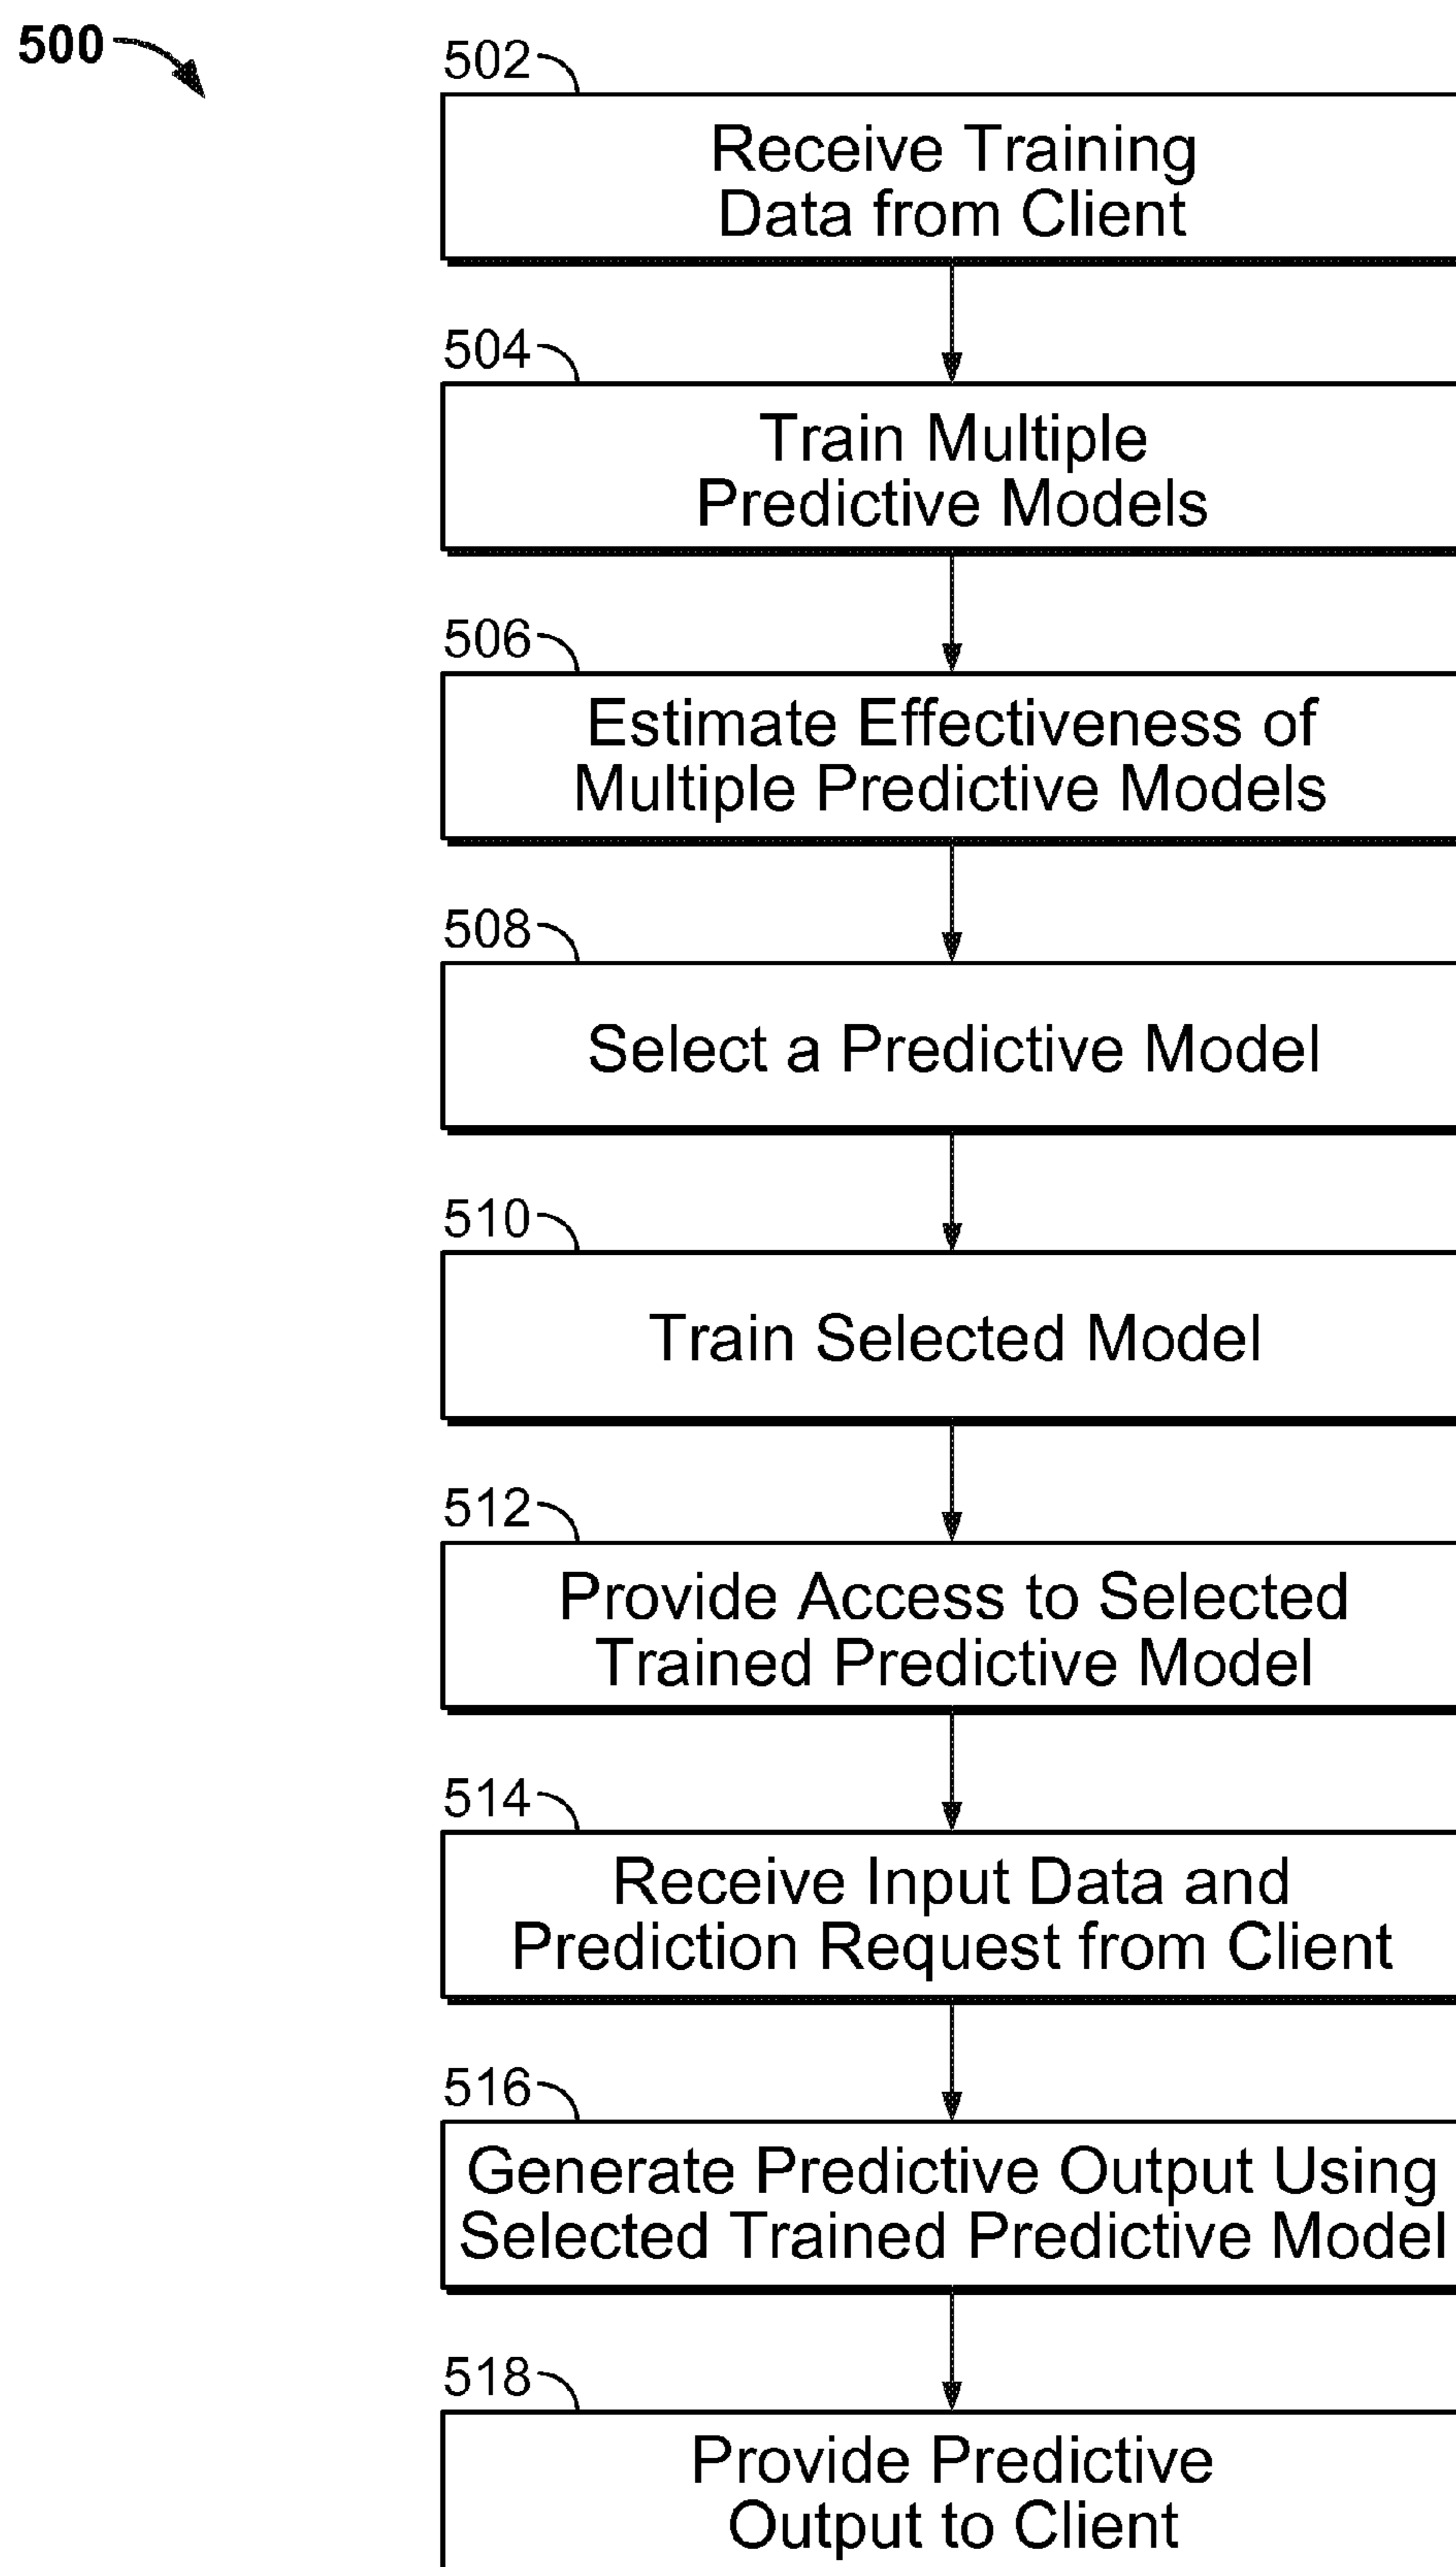 500
502
Receive Training
Data from Client
504
Train Multiple
Predictive Models
506
Estimate Effectiveness of
Multiple Predictive Models
508
Select a Predictive Model
510
Train Selected Model
512
Provide Access to Selected
Trained Predictive Model
514
Receive Input Data and
Prediction Request from Client
516
Generate Predictive Output Using
Selected Trained Predictive Model
518
Provide Predictive
Output to Client